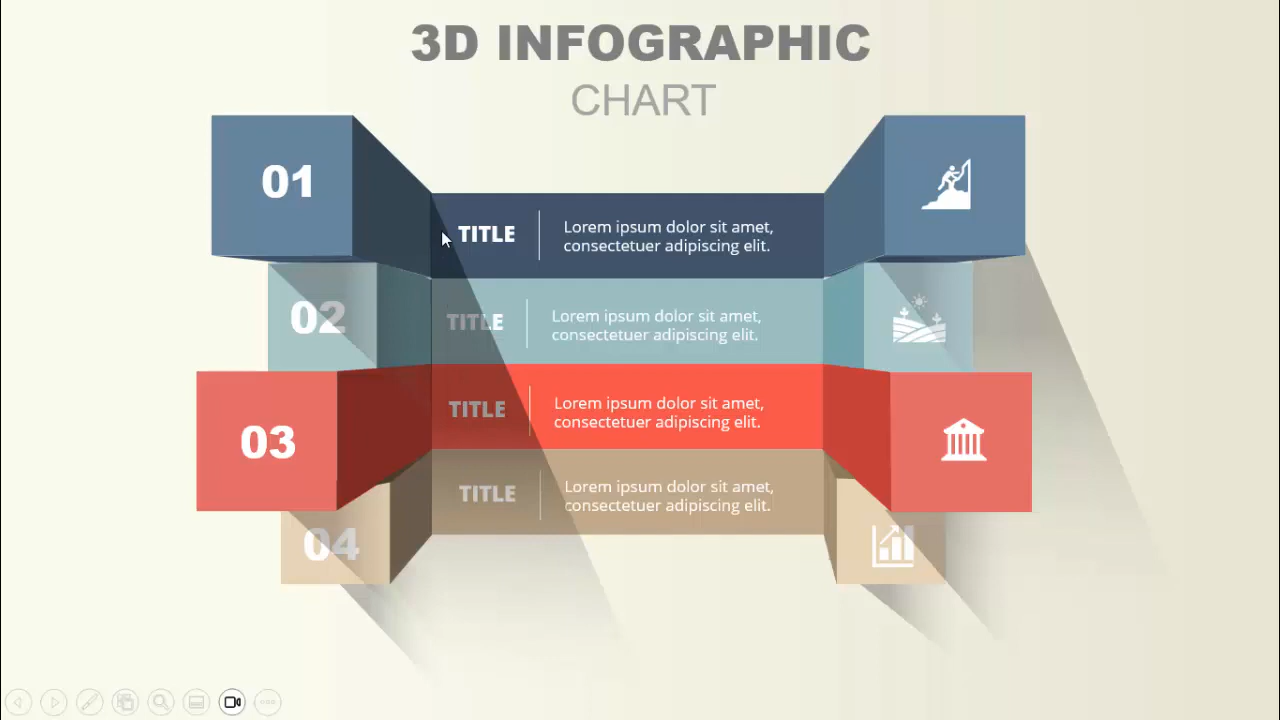 3D INFOGRAPHIC
CHART
01
TITLE
Lorem ipsum dolor sit amet,
consectetuer adipiscing elit.
02
TITLE
Lorem ipsum dolor sit amet,
consectetuer adipiscing elit.
03
TITLE
Lorem ipsum dolor sit amet,
consectetuer adipiscing elit.
04
TITLE
Lorem ipsum dolor sit amet,
consectetuer adipiscing elit.